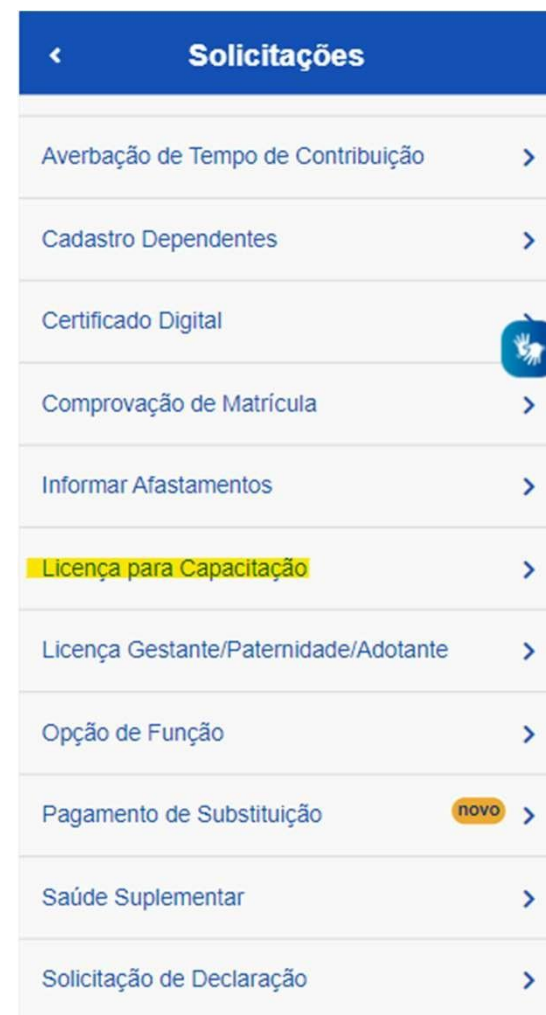 Solicitações
Averbação de Tempo de Contribuição
Cadastro Dependentes
Certificado Digital
Comprovação de Matrícula
Informar Afastamentos
Licença para Capacitação
Licença Gestante/Paternidade/Adotante
Opção de Função
Pagamento de Substituição novo
Saúde Suplementar
Solicitação de Declaração